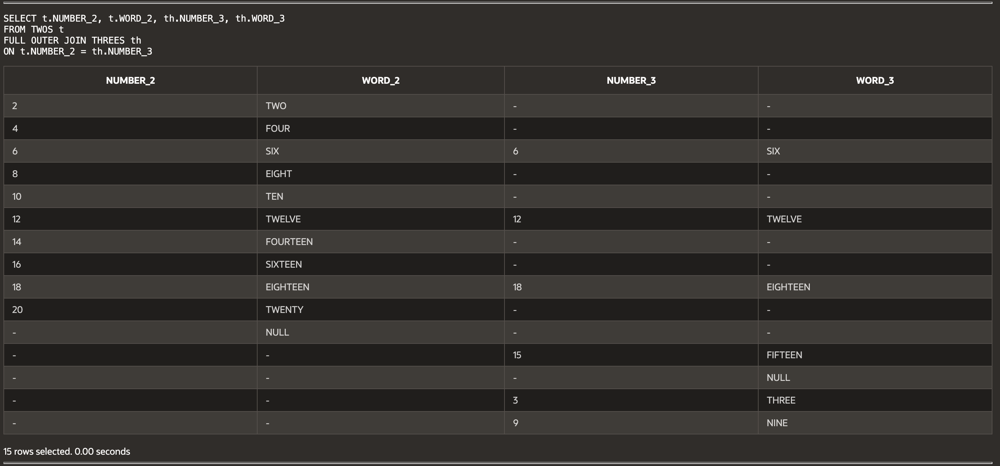 SELECT t.NUMBER_2, t.WORD_2, th.NUMBER_3, th.WORD_3
FROM TWOS t
FULL OUTER JOIN THREES th
ON t.NUMBER_2 = th.NUMBER_3
NUMBER_2 WORD_2 NUMBER_3 WORD_3
2 TWO - -
4 FOUR - -
6 SIX 6 SIX
8 EIGHT - -
10 TEN - -
12 TWELVE 12 TWELVE
14 FOURTEEN - -
16 SIXTEEN - -
18 EIGHTEEN 18 EIGHTEEN
20 TWENTY - -
- NULL - -
- - 15 FIFTEEN
- - - NULL
- - 3 THREE
- - 9 NINE
15 rows selected. 0.00 seconds